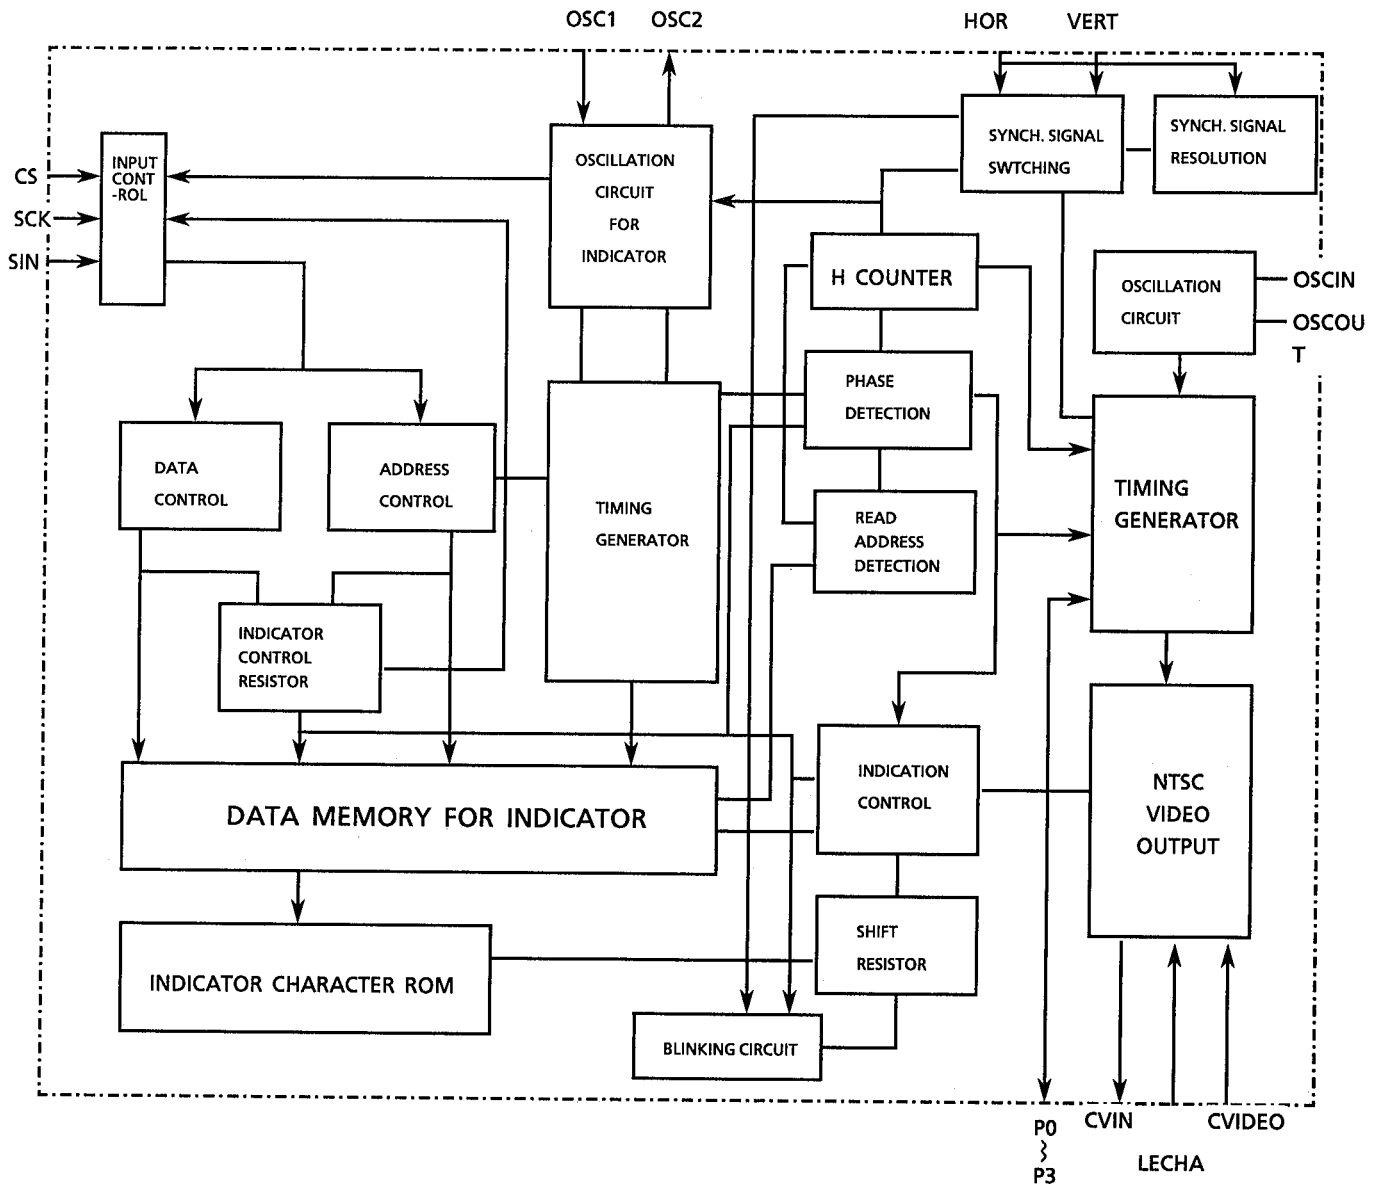 OSC1 OSC2
HOR VERT
INPUT
CONT
-ROL
CS
SCK
SIN
OSCILLATION
CIRCUIT
FOR
INDICATOR
SYNCH. SIGNAL
SWTCHING
SYNCH. SIGNAL
RESOLUTION
H COUNTER
OSCILLATION
CIRCUIT
OSCIN
OSCOU
T
PHASE
DETECTION
DATA
CONTROL
ADDRESS
CONTROL
TIMING
GENERATOR
READ
ADDRESS
DETECTION
TIMING
GENERATOR
INDICATOR
CONTROL
RESISTOR
DATA MEMORY FOR INDICATOR
INDICATION
CONTROL
NTSC
VIDEO
OUTPUT
INDICATOR CHARACTER ROM
SHIFT
RESISTOR
BLINKING CIRCUIT
P0
~
P3
CVIN
LECHA
CVIDEO